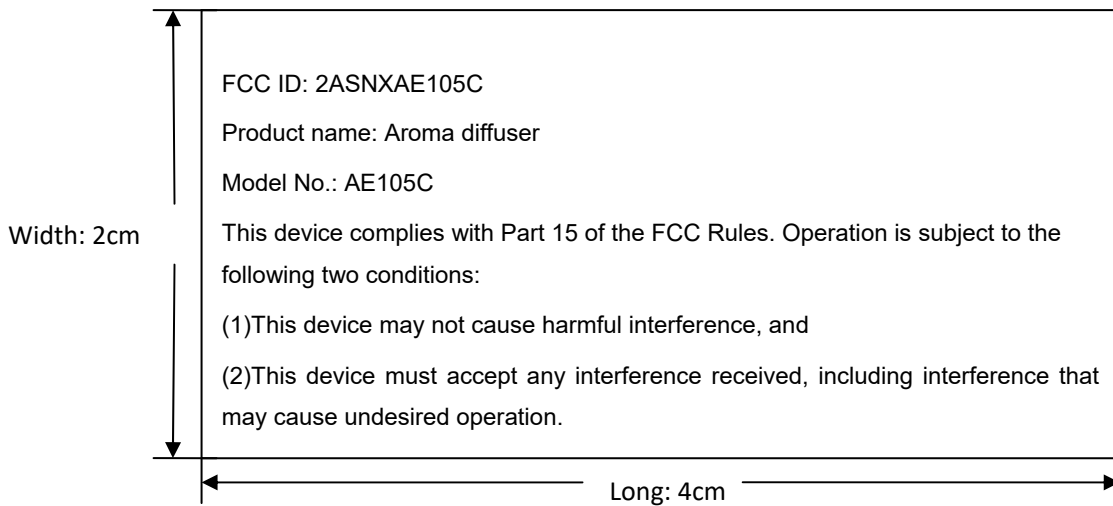 FCC ID: 2ASNXAE105C
Product name: Aroma diffuser
Model No.: AE105C
Width: 2cm
This device complies with Part 15 of the FCC Rules. Operation is subject to the
following two conditions:
(1)This device may not cause harmful interference, and
(2)This device must accept any interference received, including interference that
may cause undesired operation.
Long: 4cm